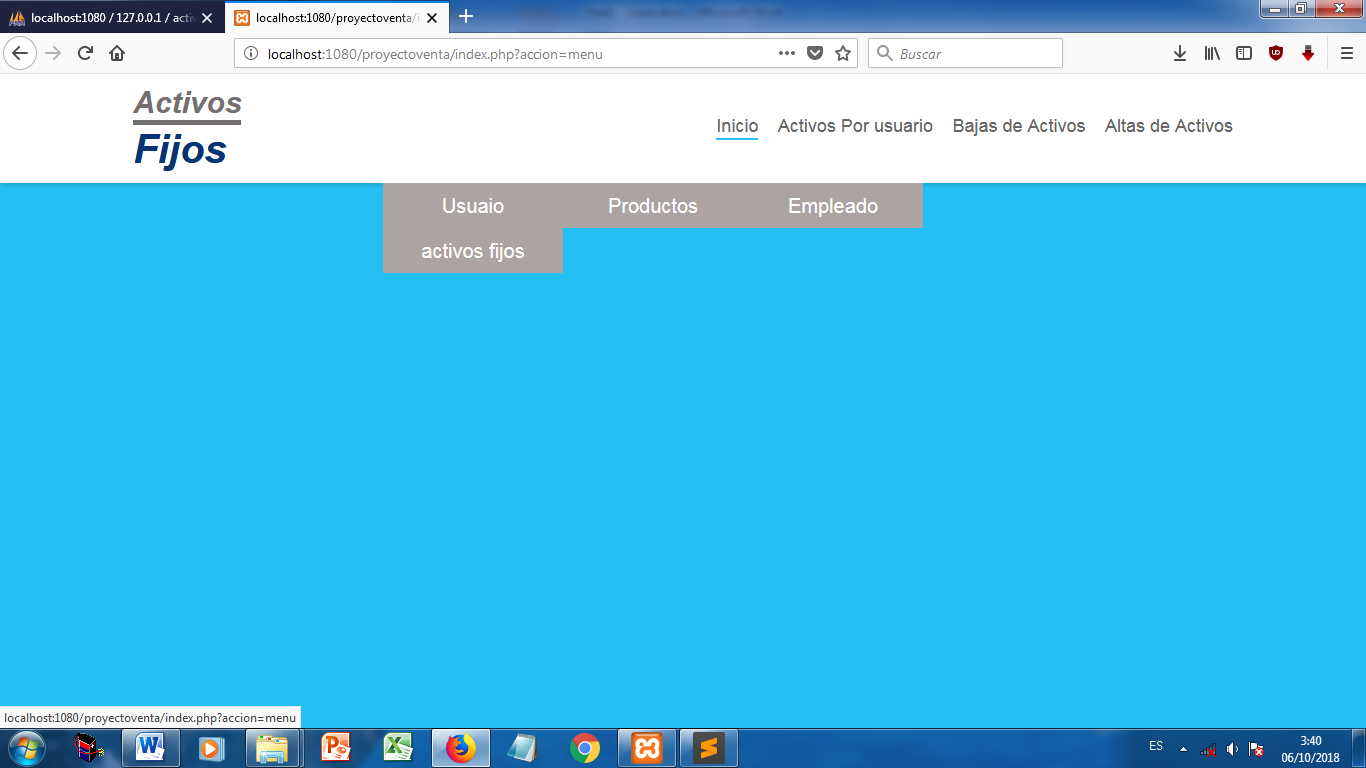 localhost:1080 / 127.0.0.1 / activ
localhost:1080/proyectoventa/i
localhost:1080/proyectoventa/index.php?accion=menu
Buscar
Activos
Fijos
Inicio
Activos Por usuario
Bajas de Activos
Altas de Activos
Usuaio
Productos
Empleado
activos fijos
localhost:1080/proyectoventa/index.php?accion=menu
ES
3:40
06/10/2018